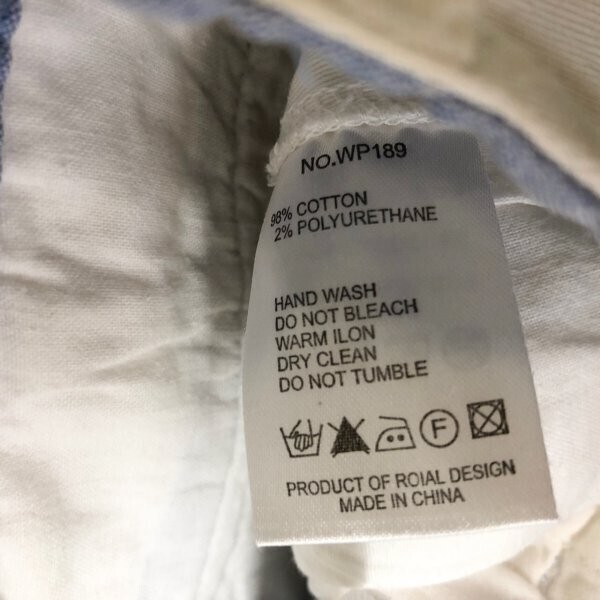 NO.WP189
98% COTTON
2% POLYURETHANE
HAND WASH
DO NOT BLEACH
WARM ILON
DRY CLEAN
DO NOT TUMBLE
F
PRODUCT OF ROIAL DESIGN
MADE IN CHINA